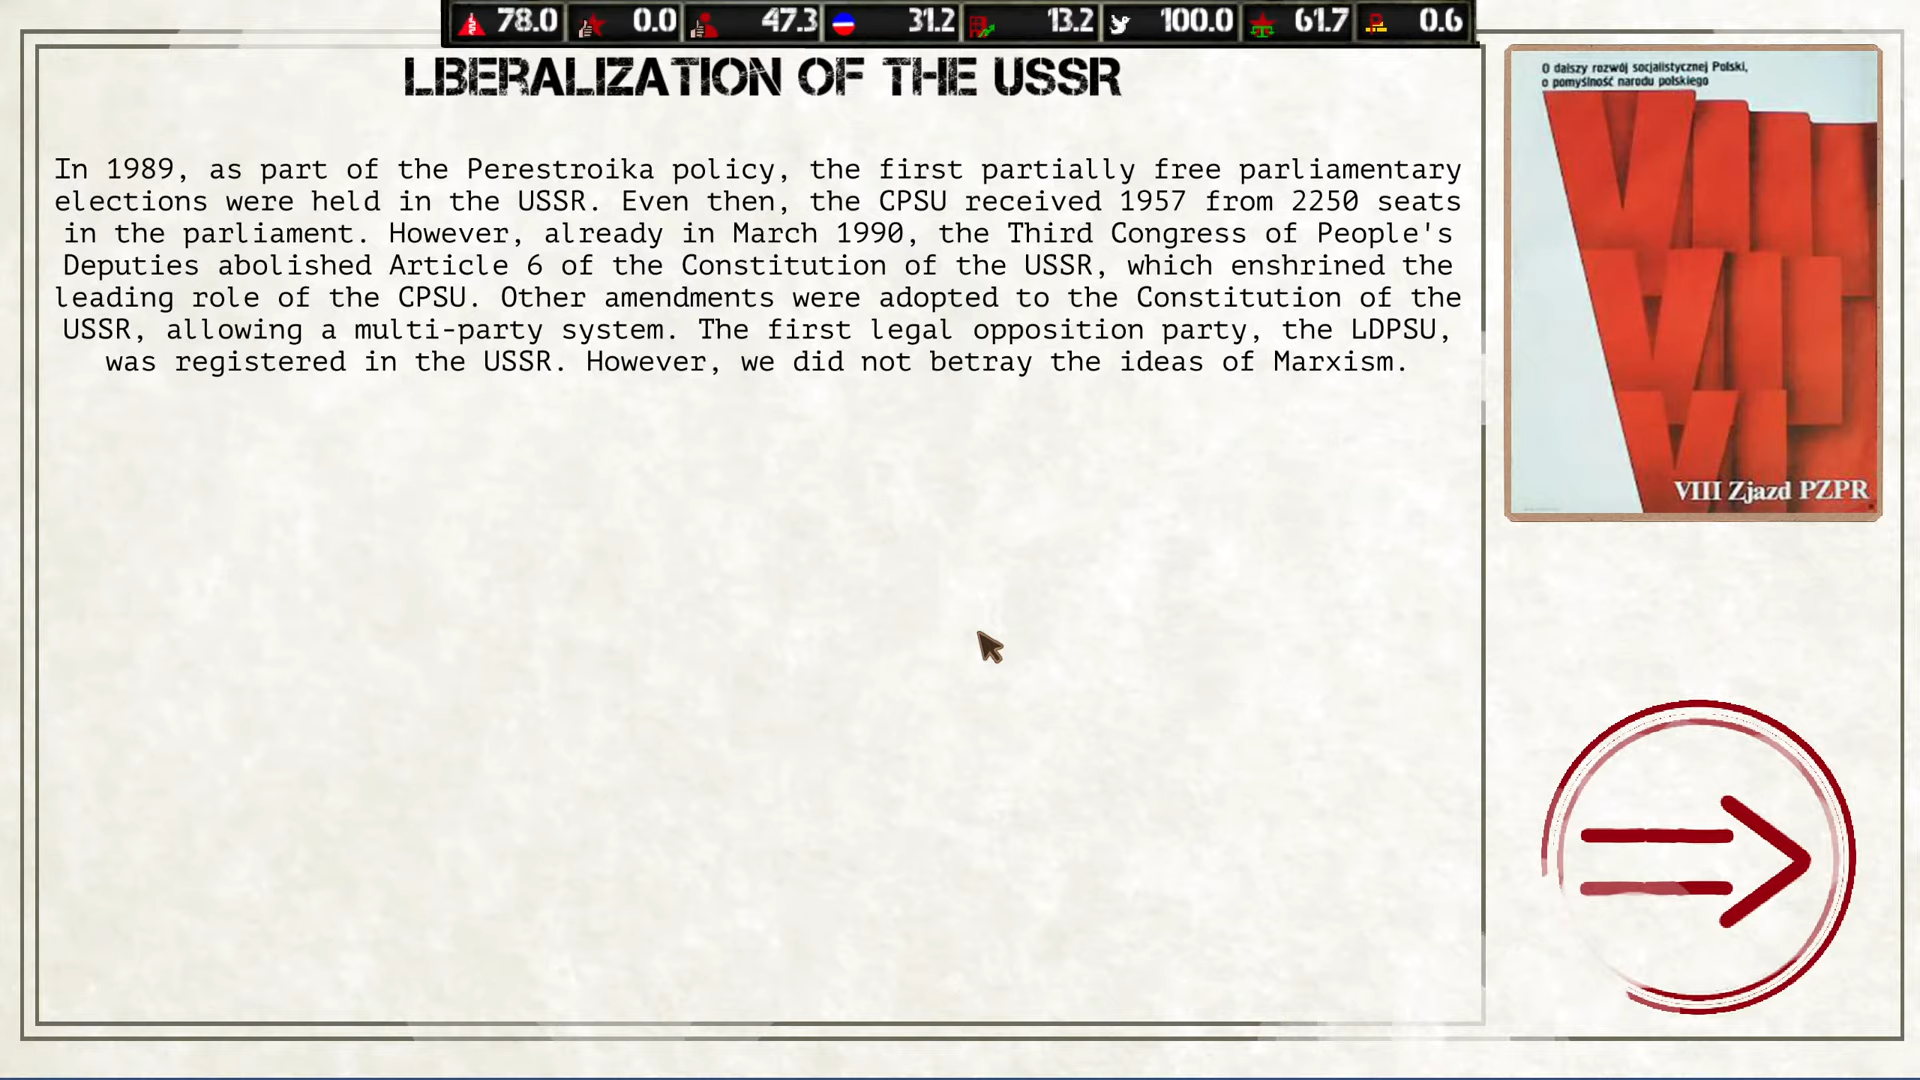 78.0 0.0 47.3 31.2 13.2 100.0 61.7 0.6
LBERALIZATION OF THE USSR
In 1989, as part of the Perestroika policy, the first partially free parliamentary
elections were held in the USSR. Even then, the CPSU received 1957 from 2250 seats
in the parliament. However, already in March 1990, the Third Congress of People's
Deputies abolished Article 6 of the Constitution of the USSR, which enshrined the
leading role of the CPSU. Other amendments were adopted to the Constitution of the
USSR, allowing a multi-party system. The first legal opposition party, the LDPSU,
was registered in the USSR. However, we did not betray the ideas of Marxism.
O dalszy rozwój socjalistycznej Polski,
o pomyślność narodu polskiego
VIII
VII
VI
VIII Zjazd PZPR